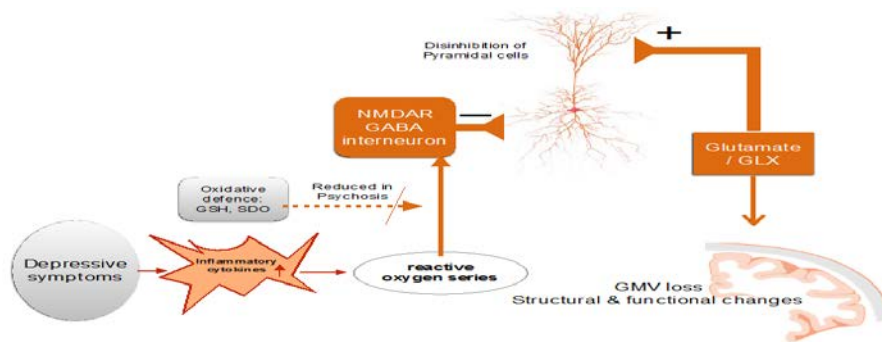 Disinhibition of
Pyramidal cells
+
NMDAR
GABA
interneuron
—
Glutamate
/ GLX
Oxidative
defence:
GSH, SDO
Reduced in
Psychosis
Depressive
symptoms
Inflammatory
cytokines
reactive
oxygen series
GMV loss
Structural & functional changes